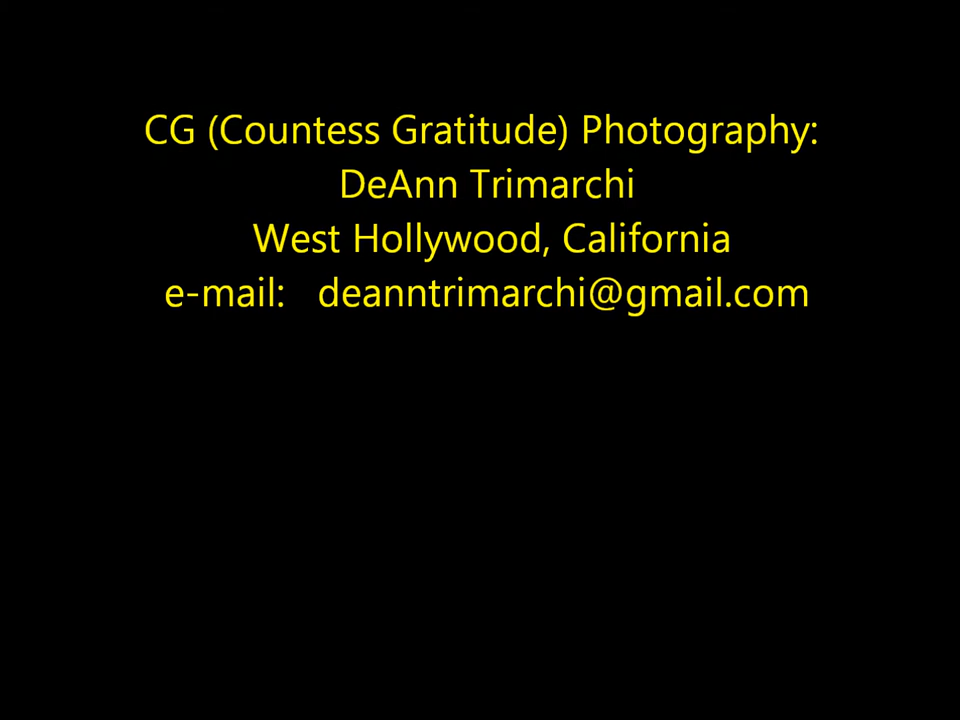 CG (Countess Gratitude) Photography:
DeAnn Trimarchi
West Hollywood, California
e-mail:   deanntrimarchi@gmail.com